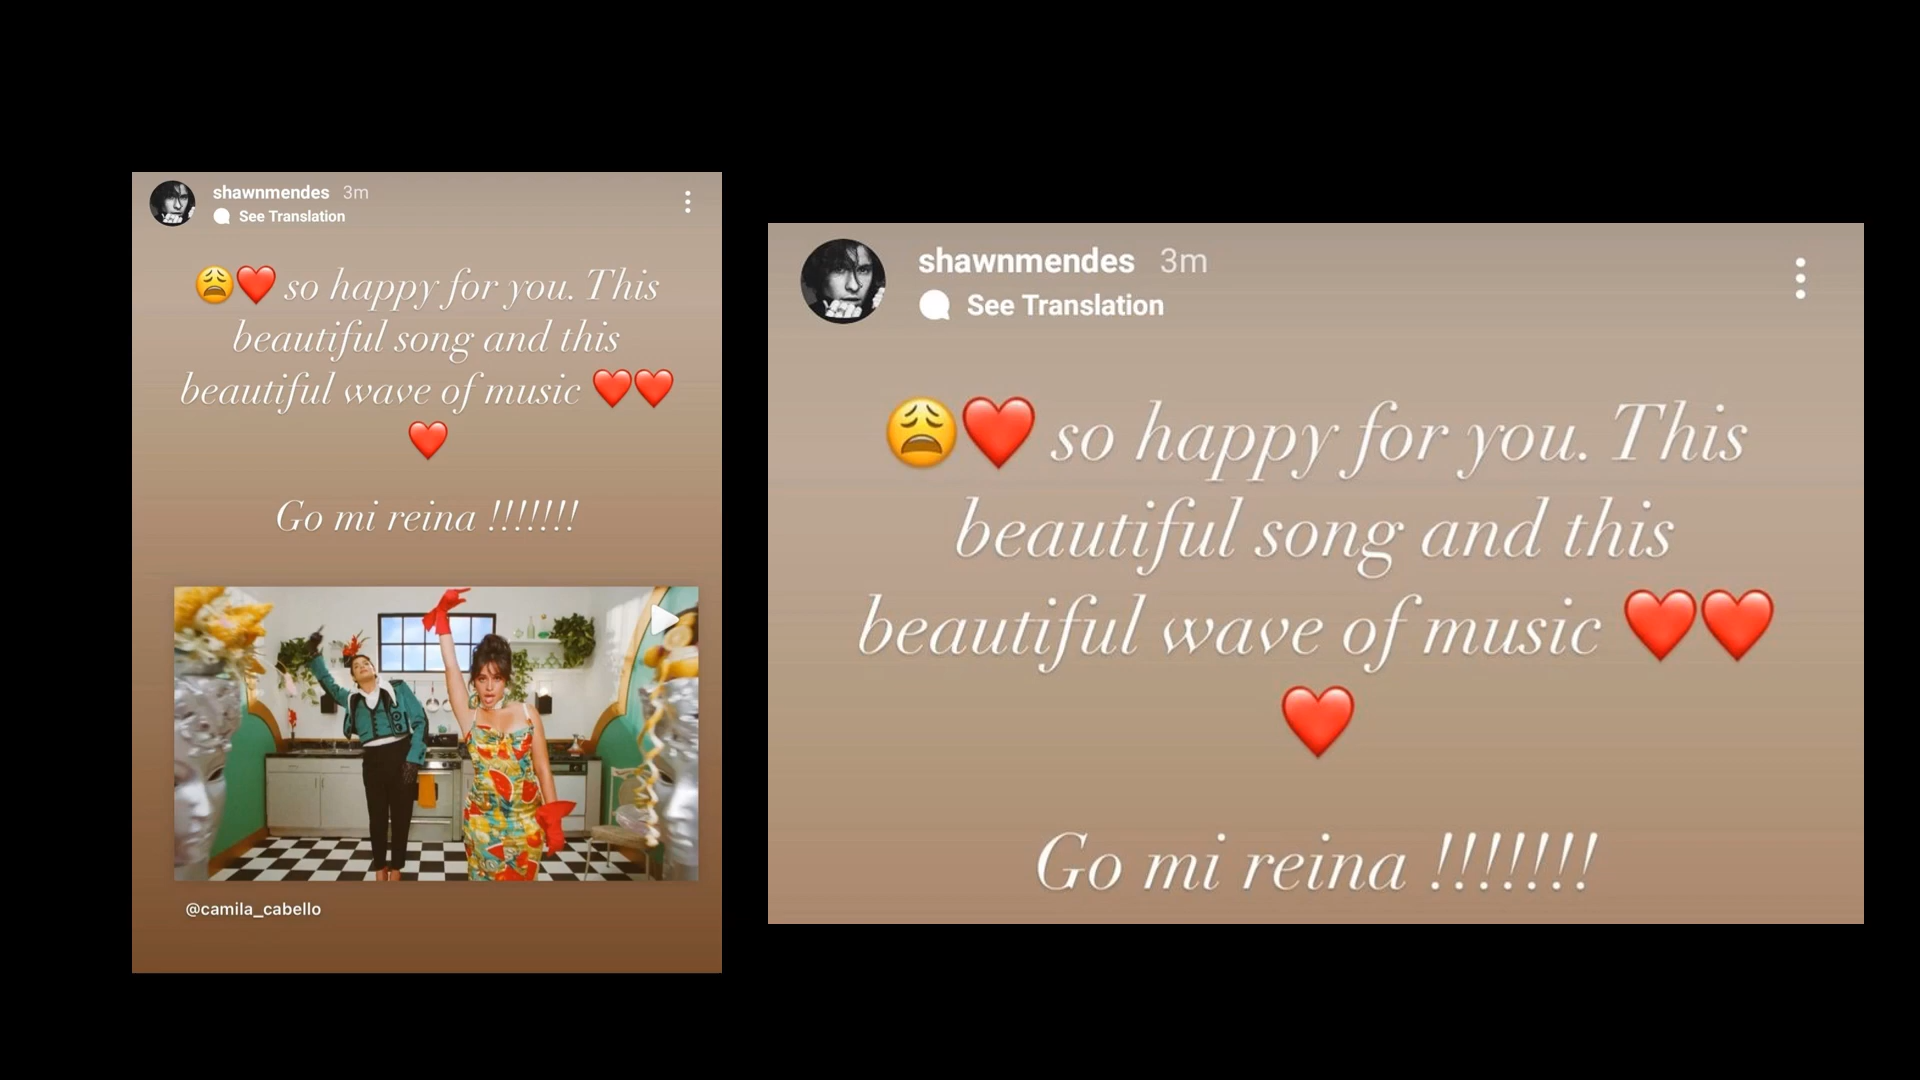 shawnmendes 3m
See Translation
😩❤️ so happy for you. This
beautiful song and this
beautiful wave of music ❤️❤️
❤️
Go mi reina !!!!!!!
@camila_cabello
shawnmendes 3m
See Translation
😩❤️ so happy for you. This
beautiful song and this
beautiful wave of music ❤️❤️
❤️
Go mi reina !!!!!!!